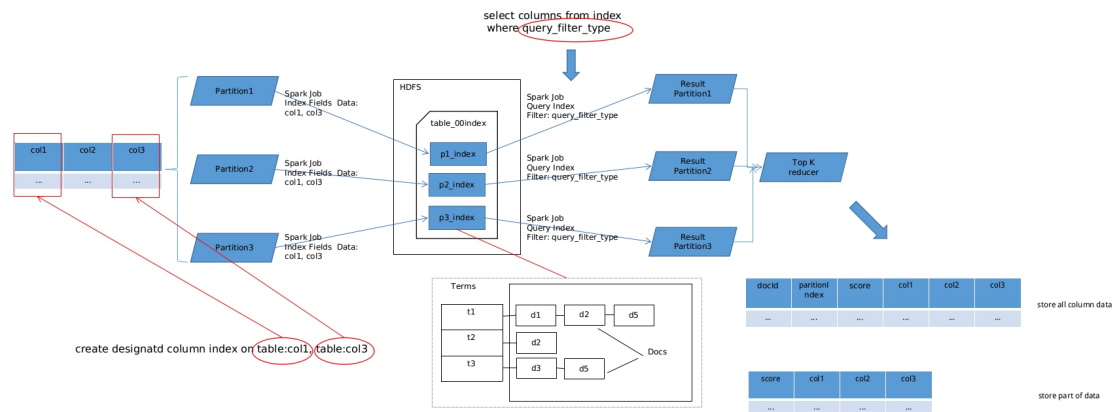 select columns from index
where query_filter_type
HDFS
Partition1
Spark Job
Index Fields Data:
col1, col3
table_00index
p1_index
Spark Job
Query Index
Filter: query_filter_type
Result
Partition1
col1 col2 col3
... ... ...
Partition2
Spark Job
Index Fields Data:
col1, col3
p2_index
Spark Job
Query Index
Filter: query_filter_type
Result
Partition2
Top K
reducer
Partition3
Spark Job
Index Fields Data:
col1, col3
p3_index
Spark Job
Query Index
Filter: query_filter_type
Result
Partition3
Terms
t1 d1 d2 d5
t2 d2
t3 d3 d5
Docs
docId paritionI
ndex score col1 col2 col3
... ... ... ... ... ...
store all column data
create designatd column index on table:col1, table:col3
score col1 col2 col3
... ... ... ...
store part of data